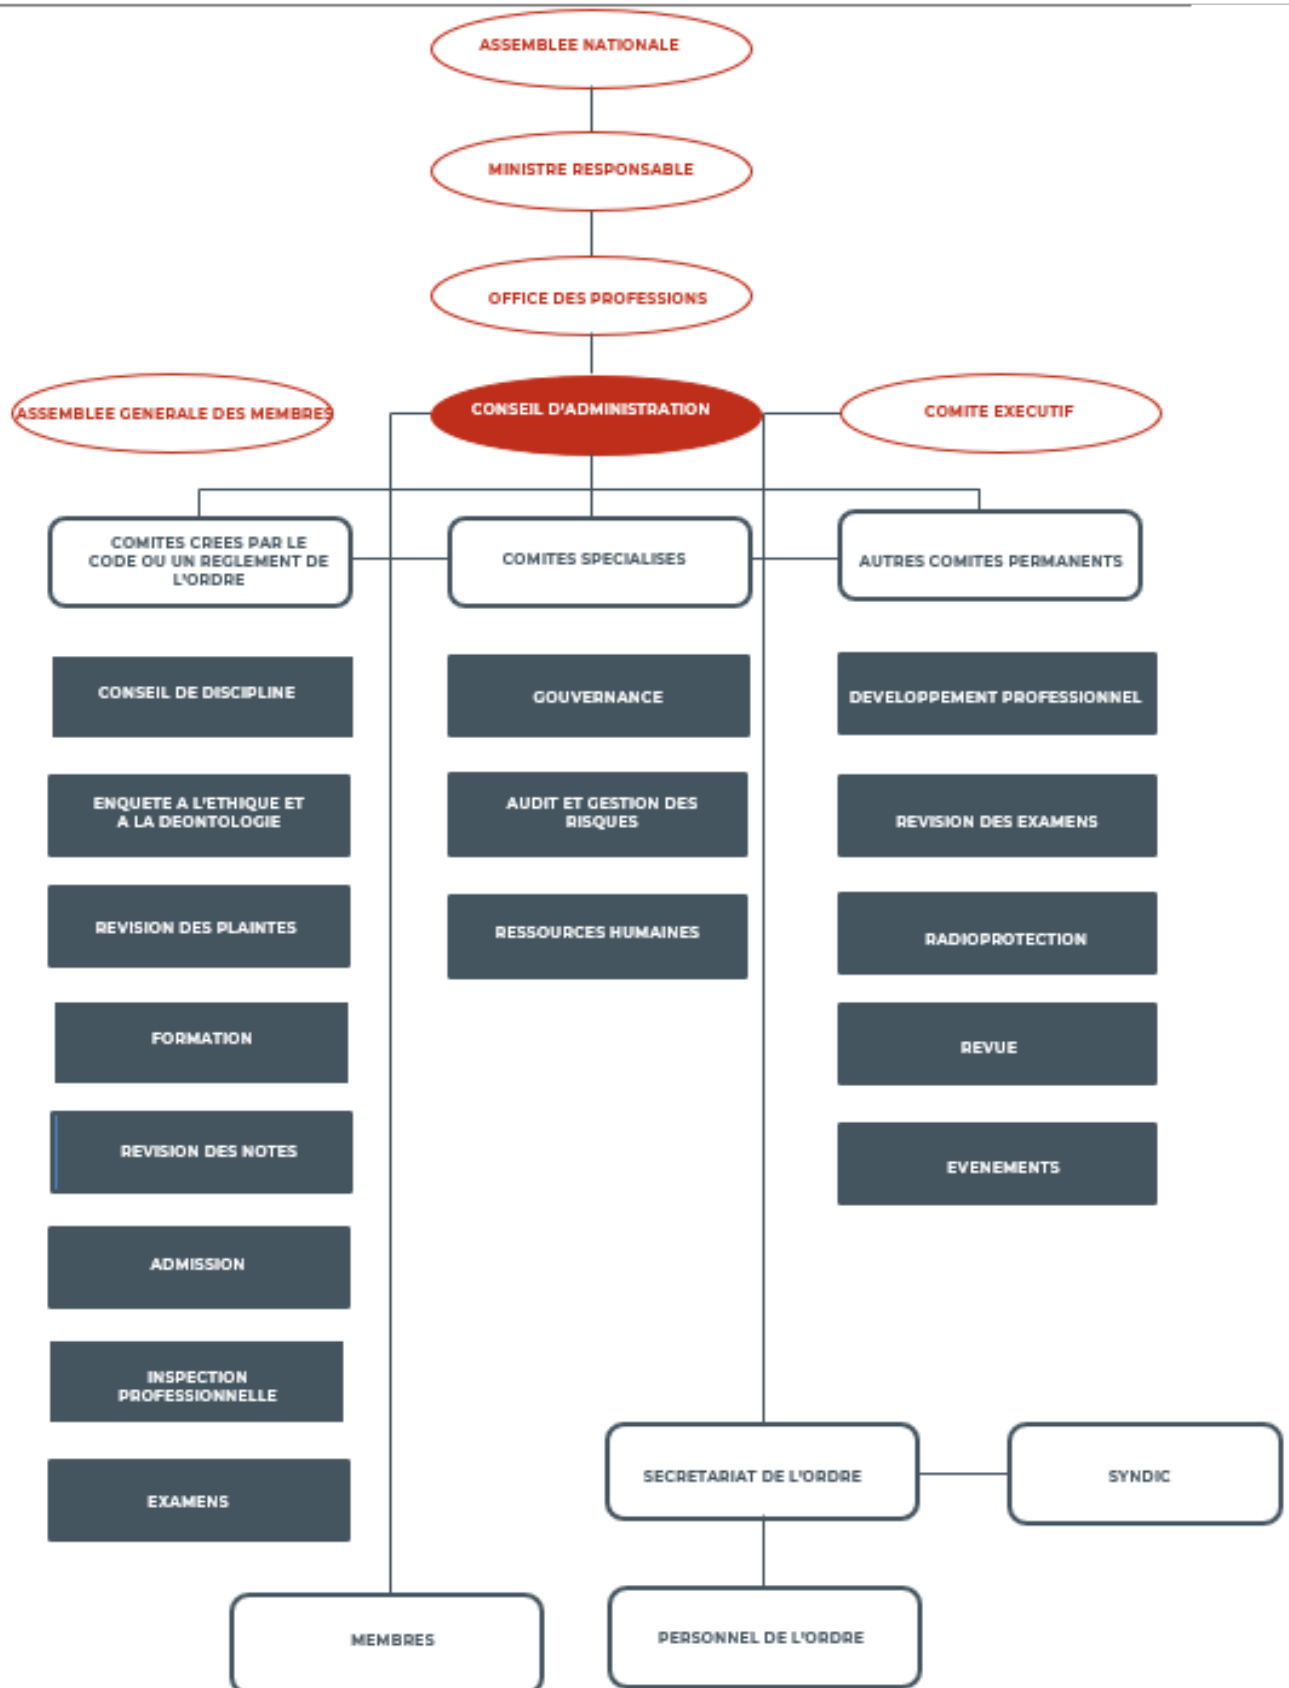 ASSEMBLEE NATIONALE
MINISTRE RESPONSABLE
OFFICE DES PROFESSIONS
ASSEMBLEE GENERALE DES MEMBRES
CONSEIL D'ADMINISTRATION
COMITE EXECUTIF
COMITES CREES PAR LE
CODE OU UN REGLEMENT DE
L'ORDRE
COMITES SPECIALISES
AUTRES COMITES PERMANENTS
CONSEIL DE DISCIPLINE
GOUVERNANCE
DEVELOPPEMENT PROFESSIONNEL
ENQUETE A L'ETHIQUE ET
A LA DEONTOLOGIE
AUDIT ET GESTION DES
RISQUES
REVISION DES EXAMENS
REVISION DES PLAINTES
RESSOURCES HUMAINES
RADIOPROTECTION
FORMATION
REVUE
REVISION DES NOTES
EVENEMENTS
ADMISSION
INSPECTION
PROFESSIONNELLE
EXAMENS
SECRETARIAT DE L'ORDRE
SYNDIC
MEMBRES
PERSONNEL DE L'ORDRE